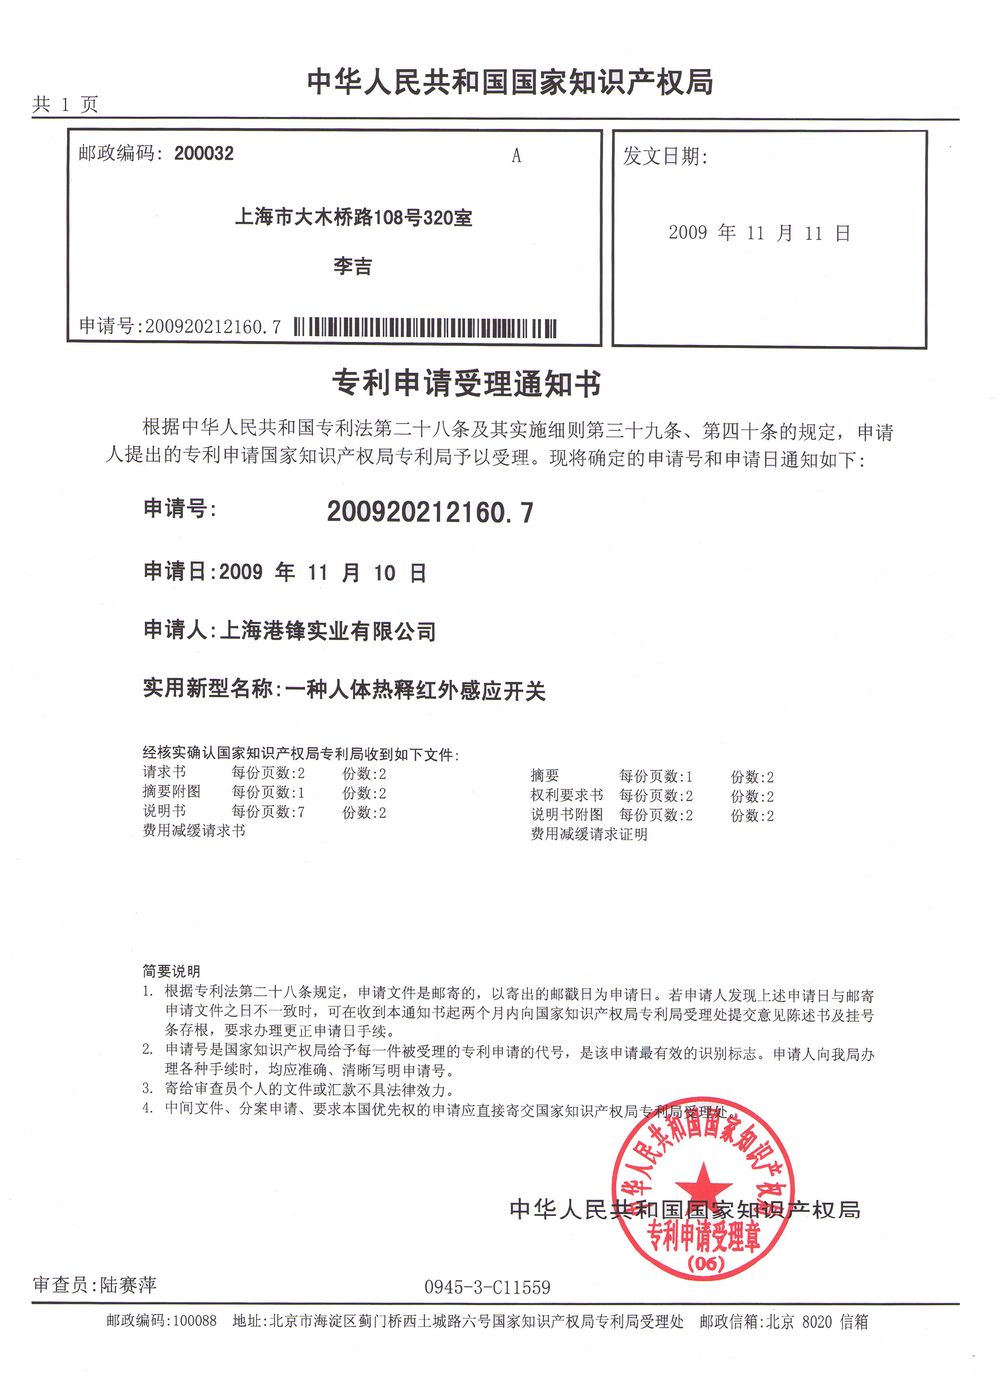 中华人民共和国国家知识产权局
共 1 页
邮政编码: 200032 A
上海市大木桥路108号320室
李吉
申请号:200920212160.7
发文日期:
2009 年 11 月 11 日
专利申请受理通知书
根据中华人民共和国专利法第二十八条及其实施细则第三十九条、第四十条的规定，申请
人提出的专利申请国家知识产权局专利局予以受理。现将确定的申请号和申请日通知如下:
申请号: 200920212160.7
申请日:2009 年 11 月 10 日
申请人:上海港锋实业有限公司
实用新型名称:一种人体热释红外感应开关
经核实确认国家知识产权局专利局收到如下文件:
请求书 每份页数:2 份数:2 摘要 每份页数:1 份数:2
摘要附图 每份页数:1 份数:2 权利要求书 每份页数:2 份数:2
说明书 每份页数:7 份数:2 说明书附图 每份页数:2 份数:2
费用减缓请求书 费用减缓请求证明
简要说明
1. 根据专利法第二十八条规定，申请文件是邮寄的，以寄出的邮戳日为申请日。若申请人发现上述申请日与邮寄
申请文件之日不一致时，可在收到本通知书起两个月内向国家知识产权局专利局受理处提交意见陈述书及挂号
条存根，要求办理更正申请日手续。
2. 申请号是国家知识产权局给予每一件被受理的专利申请的代号，是该申请最有效的识别标志。申请人向我局办
理各种手续时，均应准确、清晰写明申请号。
3. 寄给审查员个人的文件或汇款不具法律效力。
4. 中间文件、分案申请、要求本国优先权的申请应直接寄交国家知识产权局专利局受理处。
中华人民共和国国家知识产权局
中华人民共和国国家知识产权局
专利申请受理章
(06)
审查员:陆赛萍 0945-3-C11559
邮政编码:100088 地址:北京市海淀区蓟门桥西土城路六号国家知识产权局专利局受理处 邮政信箱:北京 8020 信箱